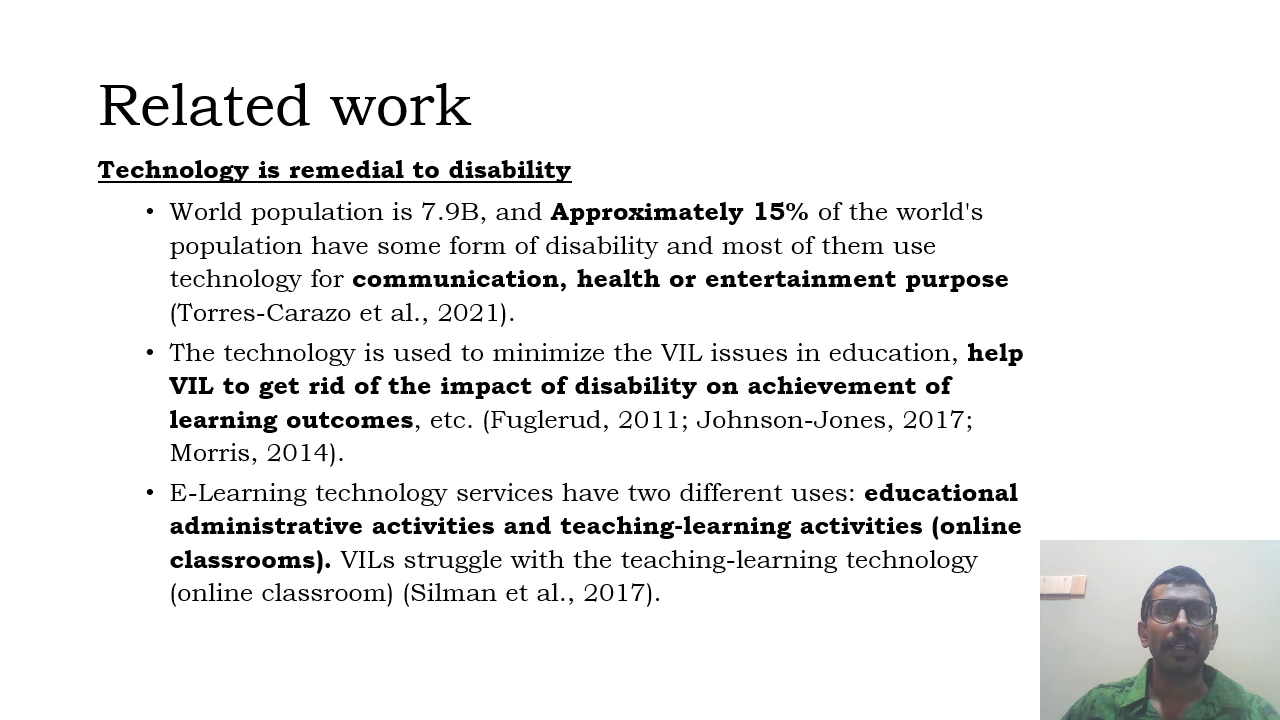 Related work
Technology is remedial to disability
• World population is 7.9B, and Approximately 15% of the world's
population have some form of disability and most of them use
technology for communication, health or entertainment purpose
(Torres-Carazo et al., 2021).
• The technology is used to minimize the VIL issues in education, help
VIL to get rid of the impact of disability on achievement of
learning outcomes, etc. (Fuglerud, 2011; Johnson-Jones, 2017;
Morris, 2014).
• E-Learning technology services have two different uses: educational
administrative activities and teaching-learning activities (online
classrooms). VILs struggle with the teaching-learning technology
(online classroom) (Silman et al., 2017).